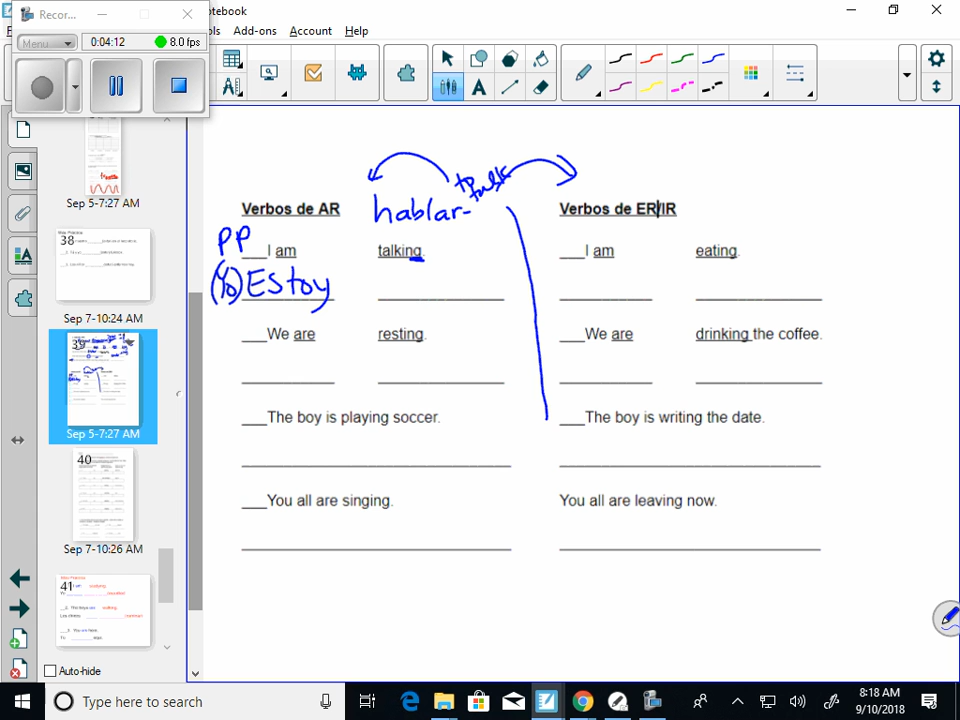 Recor...
otebook
Menu
0:04:12
8.0 fps
ols Add-ons Account Help
Sep 5-7:27 AM
38
Sep 7-10:24 AM
39
Sep 5-7:27 AM
40
Sep 7-10:26 AM
41
Auto-hide
to talk
Verbos de AR hablar- Verbos de ER/IR
PP
___I am talking. ___I am eating.
(Yo) Estoy
___We are resting. ___We are drinking the coffee.
___The boy is playing soccer. ___The boy is writing the date.
___You all are singing. You all are leaving now.
Type here to search
8:18 AM
9/10/2018